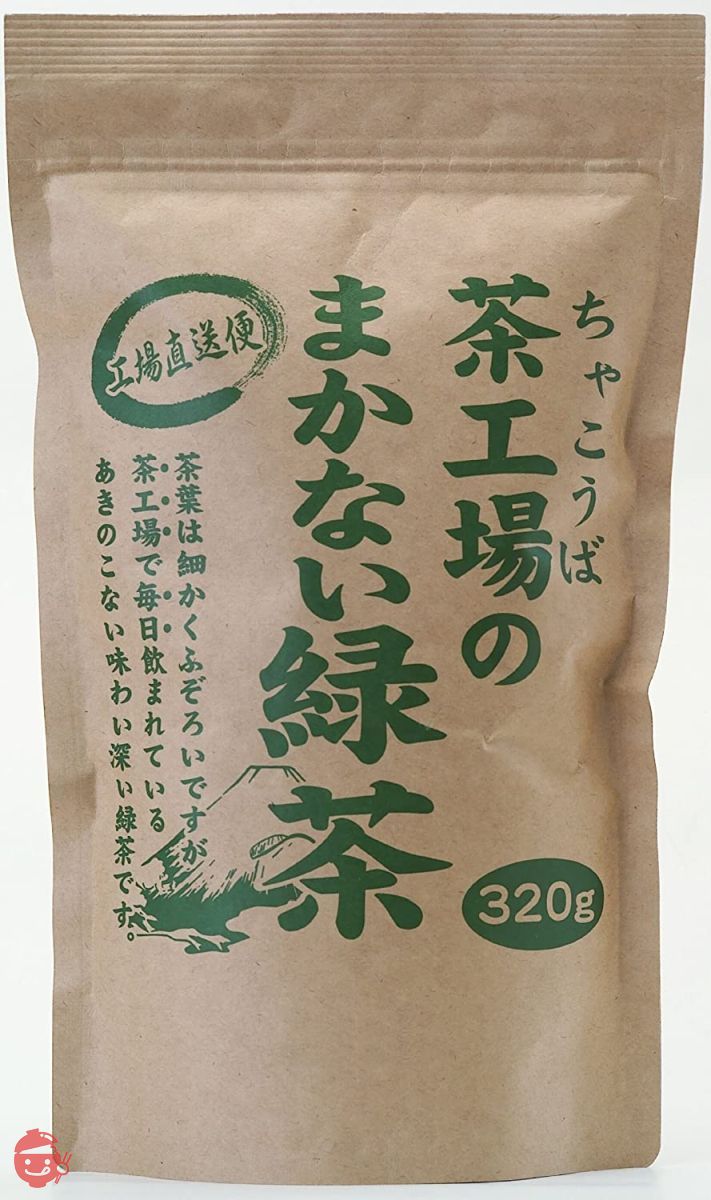 ちゃこうば
茶工場の
まかない緑茶
工場直送便
茶葉は細かくふぞろいですが
茶工場で毎日飲まれている
あきのこない味わい深い緑茶です。
320g